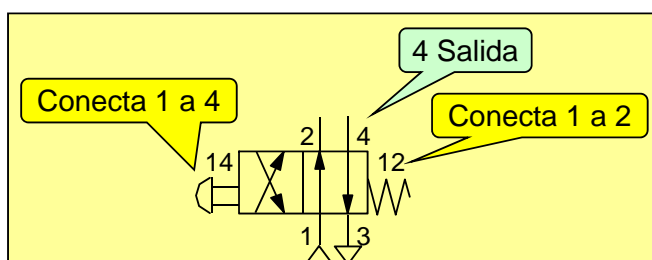 4 Salida
Conecta 1 a 4
Conecta 1 a 2
2 4
14 12
1 3